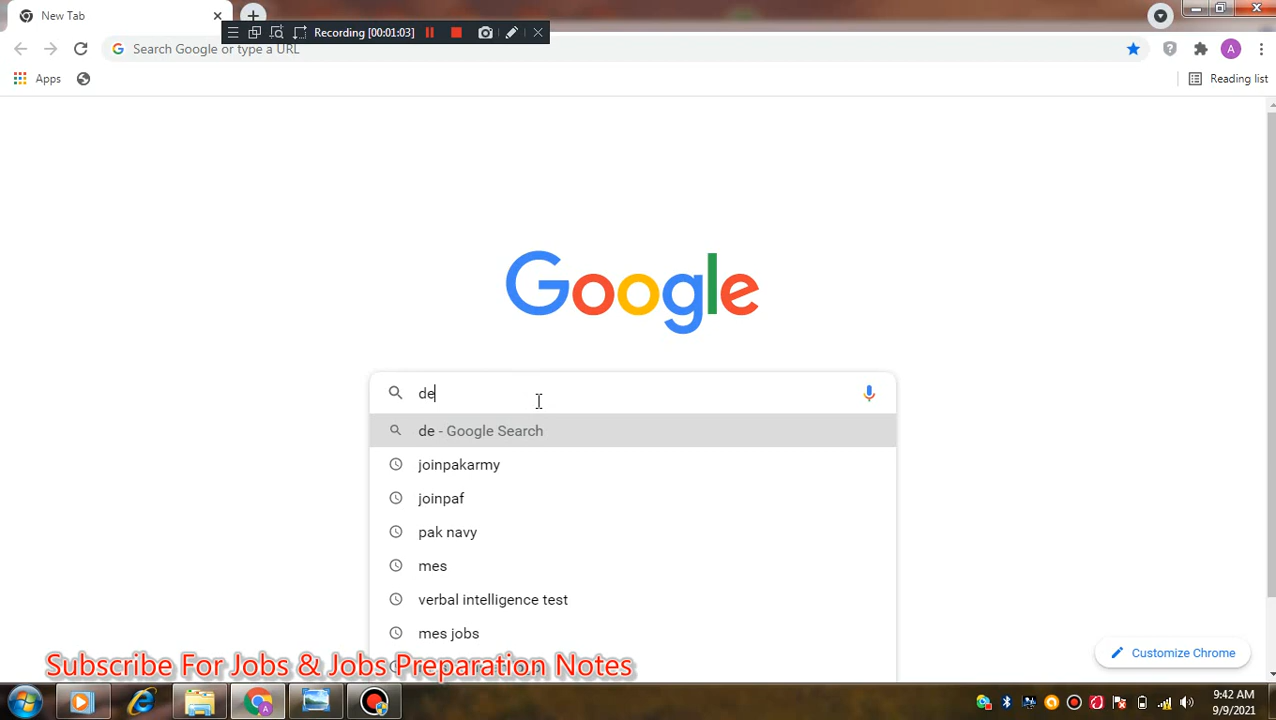 New Tab
Recording [00:01:03]
Search Google or type a URL
A
Apps
Reading list
Google
de
de - Google Search
joinpakarmy
joinpaf
pak navy
mes
verbal intelligence test
mes jobs
Customize Chrome
Subscribe For Jobs & Jobs Preparation Notes
9:42 AM
9/9/2021